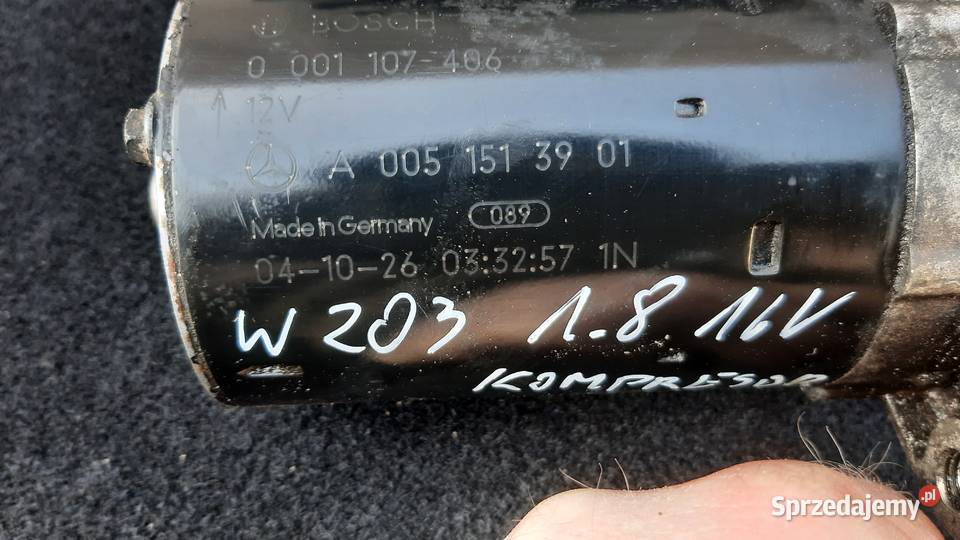 BOSCH
0 001 107-406
12V
A 005 151 39 01
Made in Germany 089
04-10-26 03:32:57 1N
W203 1.8 16V
KOMPRESOR
Sprzedajemy.pl